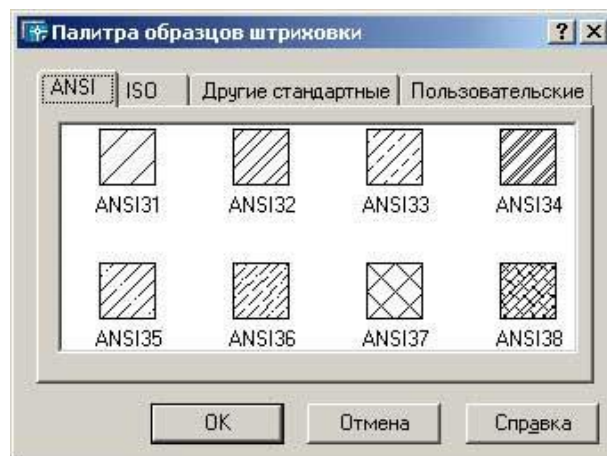 Палитра образцов штриховки
ANSI ISO Другие стандартные Пользовательские
ANSI31 ANSI32 ANSI33 ANSI34
ANSI35 ANSI36 ANSI37 ANSI38
OK Отмена Справка